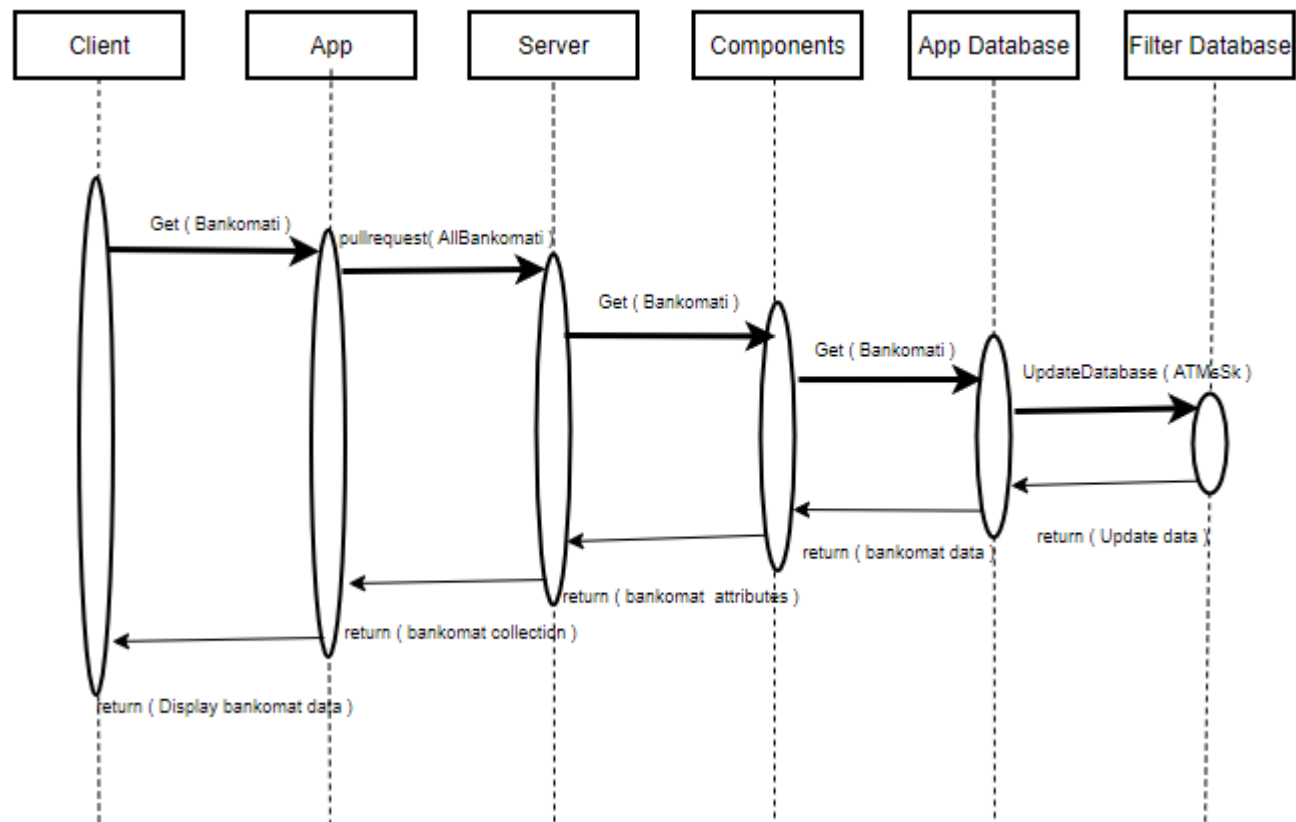 Client
App
Server
Components
App Database
Filter Database
Get ( Bankomati )
pullrequest( AllBankomati )
Get ( Bankomati )
Get ( Bankomati )
UpdateDatabase ( ATMsSk )
return ( Update data )
return ( bankomat data )
return ( bankomat attributes )
return ( bankomat collection )
return ( Display bankomat data )